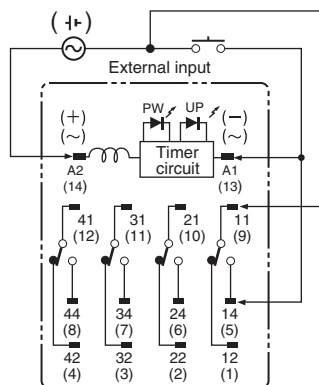 External input
PW UP
(+) (−)
(~) (~)
Timer
circuit
A2 A1
(14) (13)
41 31 21 11
(12) (11) (10) (9)
44 34 24 14
(8) (7) (6) (5)
42 32 22 12
(4) (3) (2) (1)